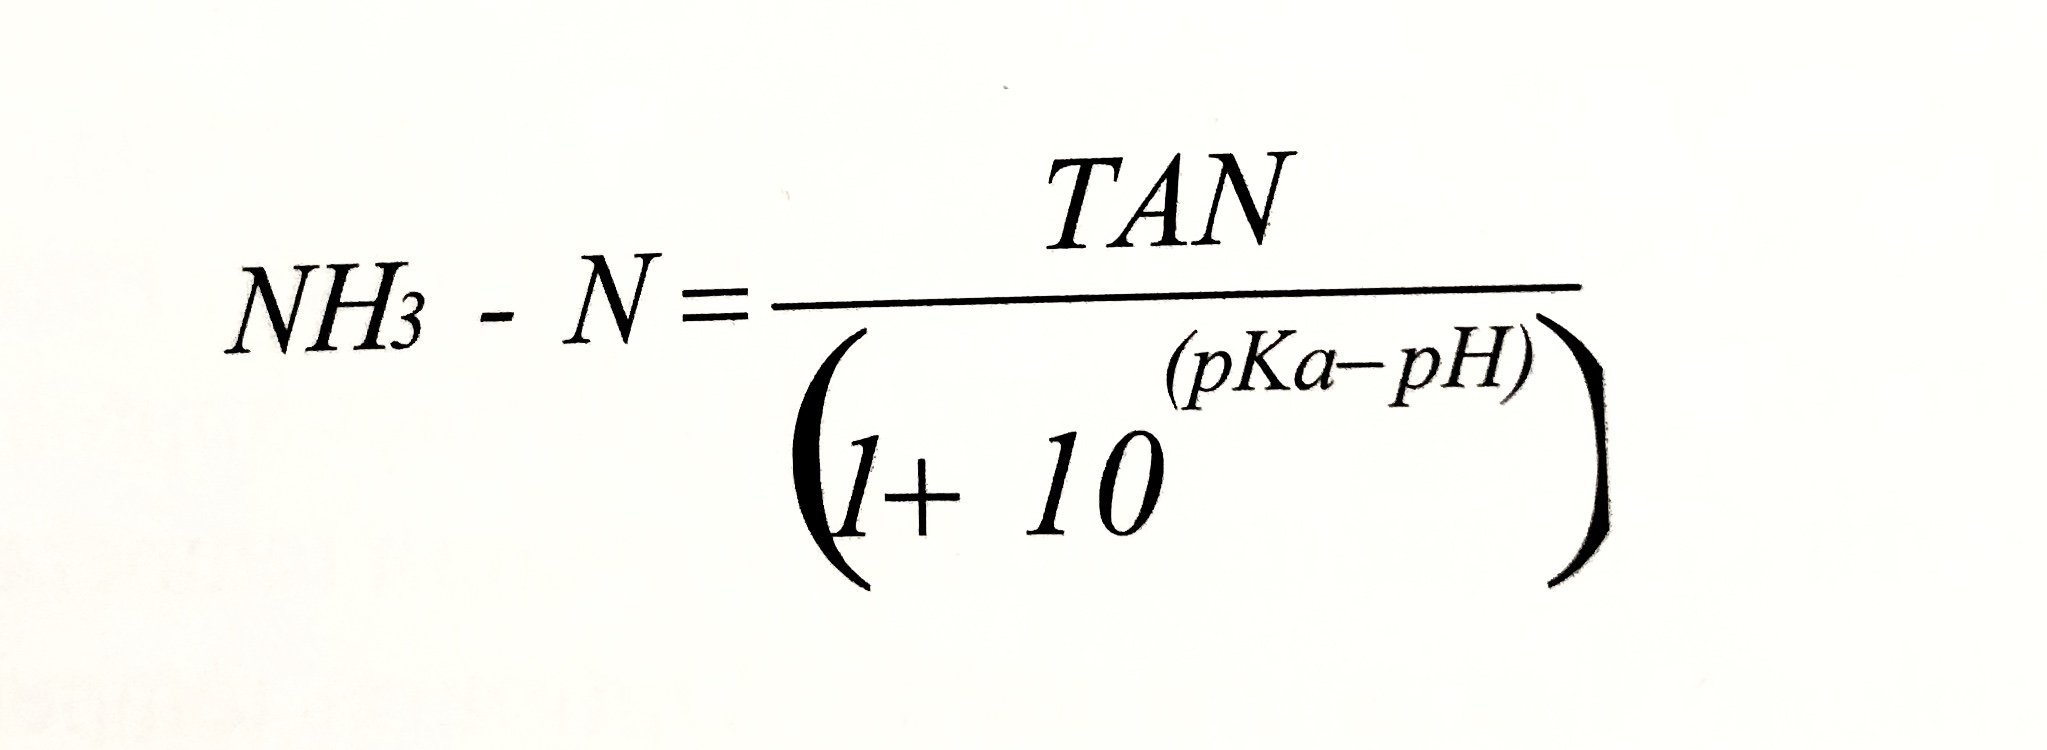 NH3 - N = TAN / (1 + 10^(pKa–pH))